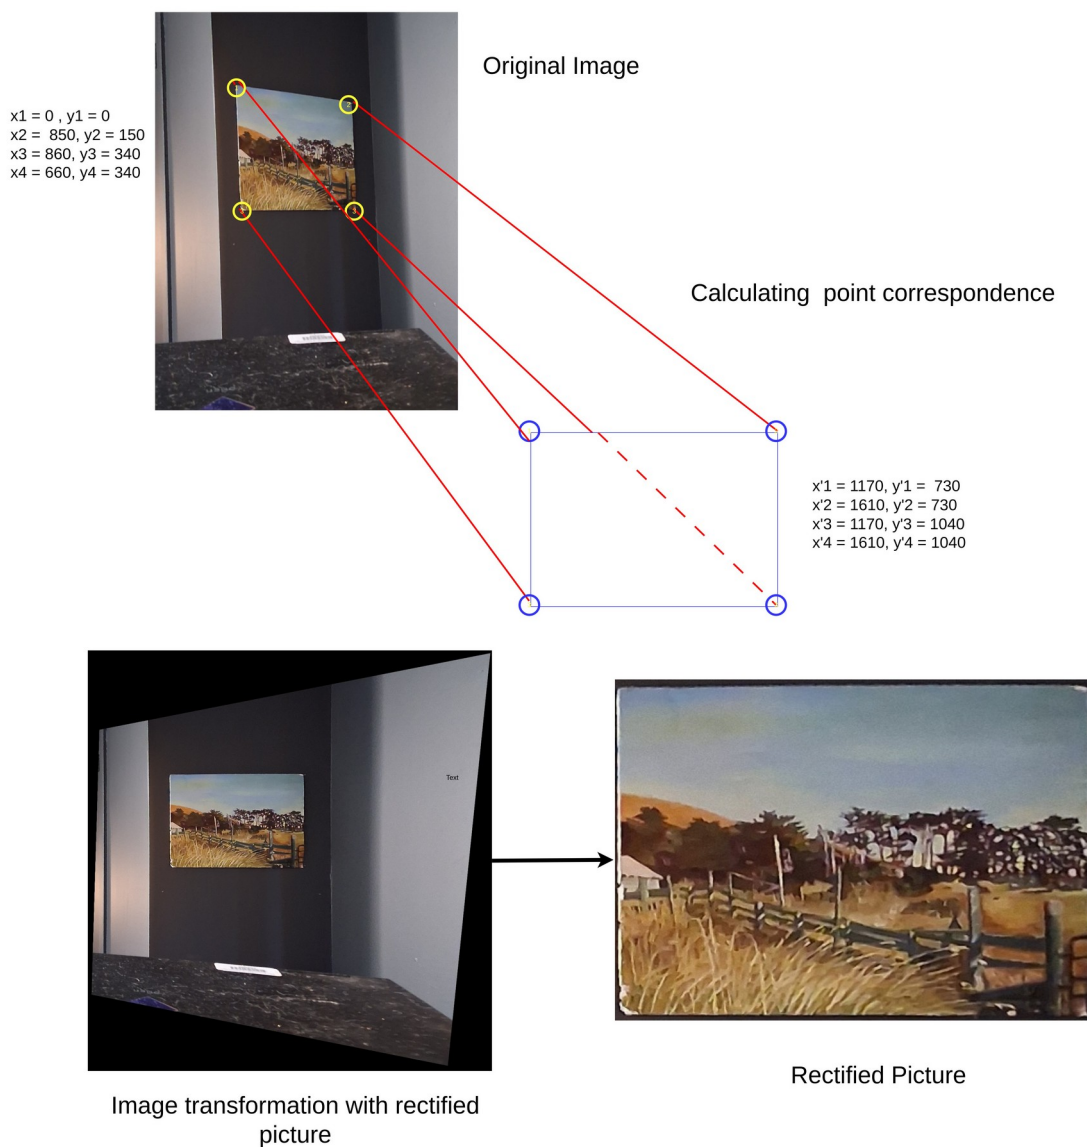 Original Image
x1 = 0 , y1 = 0
x2 =  850, y2 = 150
x3 = 860, y3 = 340
x4 = 660, y4 = 340
2
3
Calculating  point correspondence
x'1 = 1170, y'1 =  730
x'2 = 1610, y'2 = 730
x'3 = 1170, y'3 = 1040
x'4 = 1610, y'4 = 1040
Text
Image transformation with rectified
picture
Rectified Picture